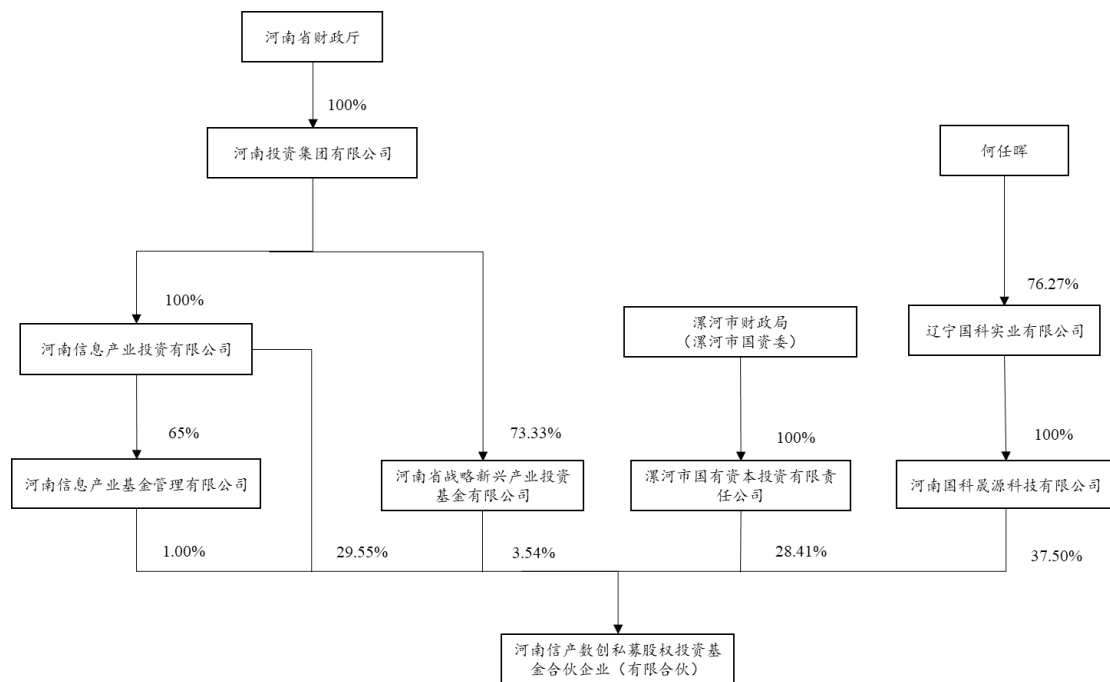 河南省财政厅
100%
河南投资集团有限公司
何任晖
100%
76.27%
河南信息产业投资有限公司
漯河市财政局
（漯河市国资委）
辽宁国科实业有限公司
65%
73.33%
100%
100%
河南信息产业基金管理有限公司
河南省战略新兴产业投资
基金有限公司
漯河市国有资本投资有限责
任公司
河南国科晟源科技有限公司
1.00%
29.55%
3.54%
28.41%
37.50%
河南信产数创私募股权投资基
金合伙企业（有限合伙）